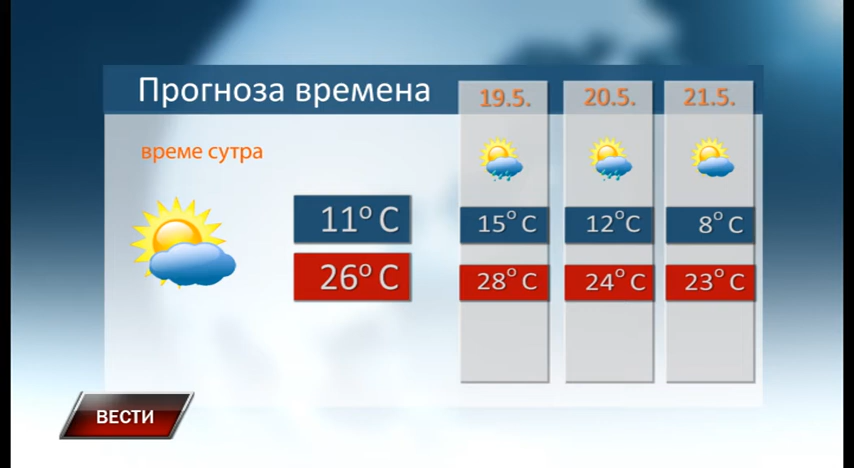 Прогноза времена
19.5.
20.5.
21.5.
време сутра
11° C
15° C
12°C
8° C
26° C
28° C
24° C
23° C
ВЕСТИ